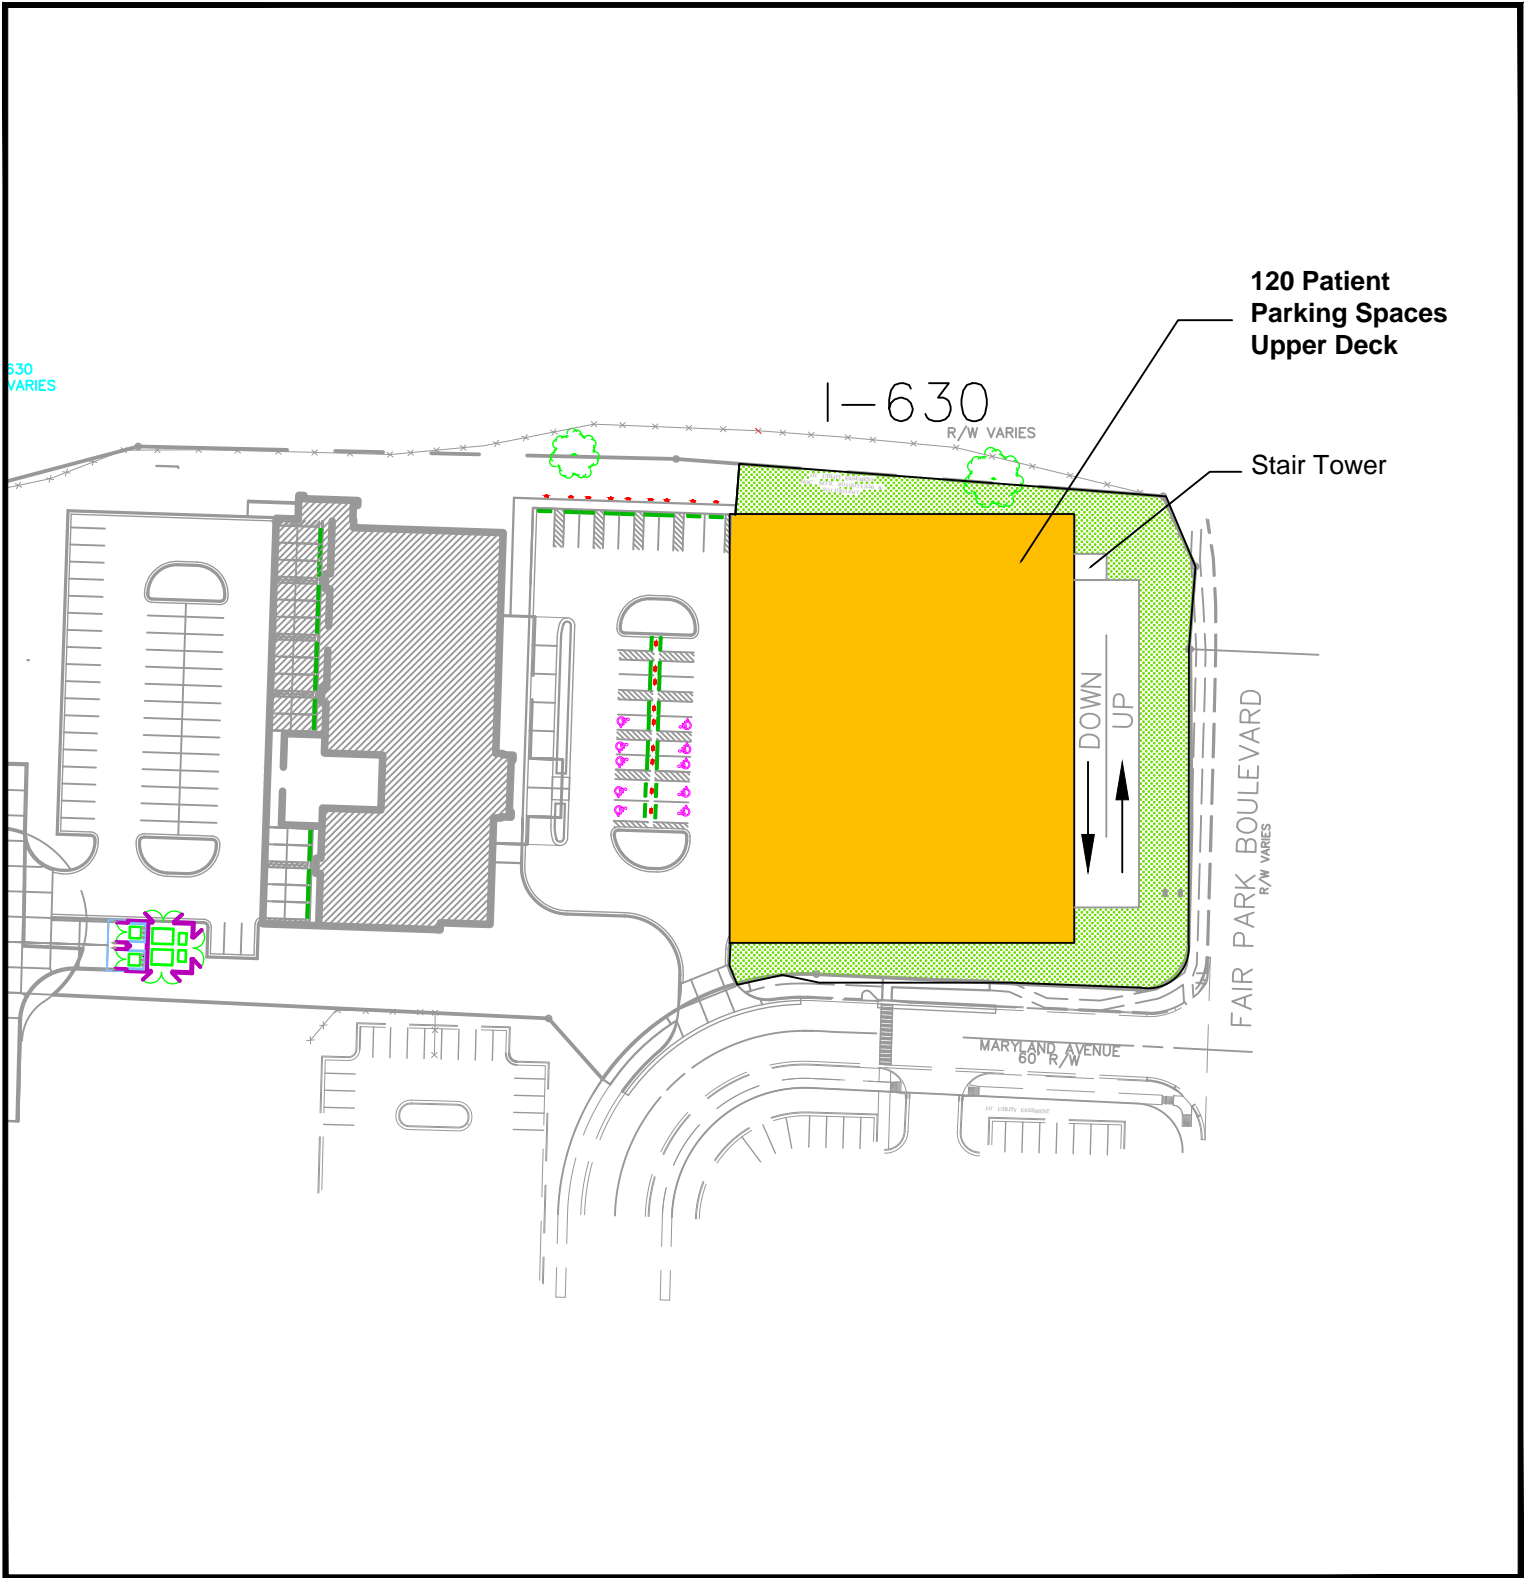 120 Patient
Parking Spaces
Upper Deck
630
VARIES
I-630
R/W VARIES
Stair Tower
DOWN
UP
FAIR PARK BOULEVARD
R/W VARIES
MARYLAND AVENUE
60' R/W